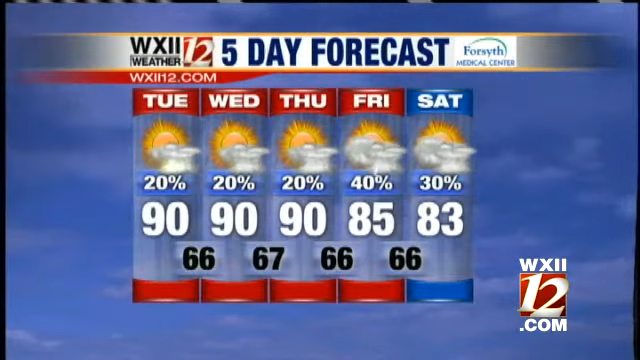 WXII 12
WEATHER
5 DAY FORECAST
Forsyth
MEDICAL CENTER
WXII12.COM
TUE WED THU FRI SAT
20% 20% 20% 40% 30%
90 90 90 85 83
66 67 66 66
WXII
12
.COM